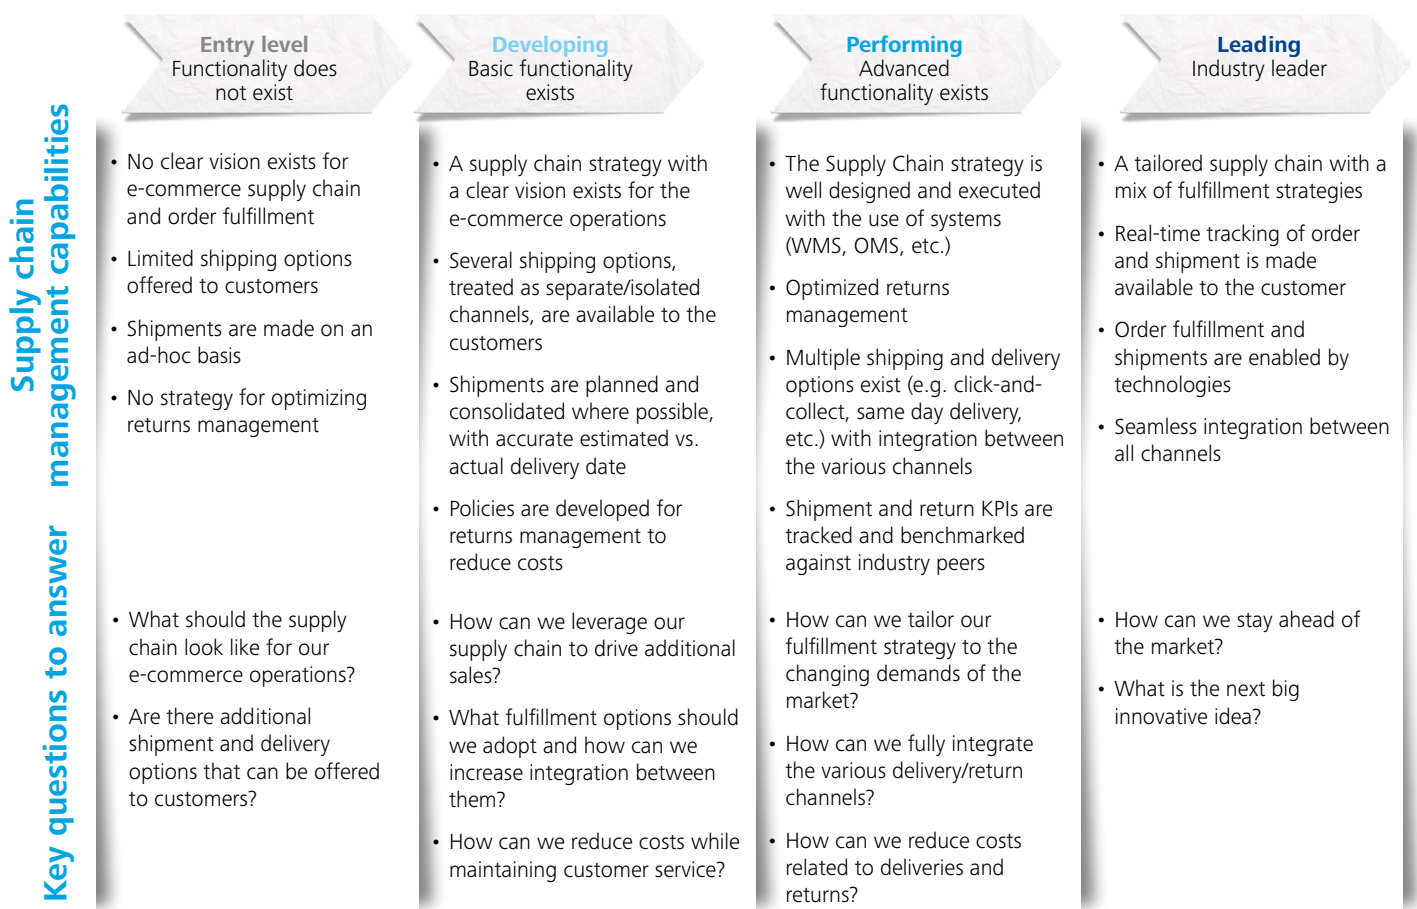 Entry level
Functionality does
not exist
Developing
Basic functionality
exists
Performing
Advanced
functionality exists
Leading
Industry leader
Supply chain
management capabilities
• No clear vision exists for
e-commerce supply chain
and order fulfillment
• Limited shipping options
offered to customers
• Shipments are made on an
ad-hoc basis
• No strategy for optimizing
returns management
• A supply chain strategy with
a clear vision exists for the
e-commerce operations
• Several shipping options,
treated as separate/isolated
channels, are available to the
customers
• Shipments are planned and
consolidated where possible,
with accurate estimated vs.
actual delivery date
• Policies are developed for
returns management to
reduce costs
• The Supply Chain strategy is
well designed and executed
with the use of systems
(WMS, OMS, etc.)
• Optimized returns
management
• Multiple shipping and delivery
options exist (e.g. click-and-
collect, same day delivery,
etc.) with integration between
the various channels
• Shipment and return KPIs are
tracked and benchmarked
against industry peers
• A tailored supply chain with a
mix of fulfillment strategies
• Real-time tracking of order
and shipment is made
available to the customer
• Order fulfillment and
shipments are enabled by
technologies
• Seamless integration between
all channels
Key questions to answer
• What should the supply
chain look like for our
e-commerce operations?
• Are there additional
shipment and delivery
options that can be offered
to customers?
• How can we leverage our
supply chain to drive additional
sales?
• What fulfillment options should
we adopt and how can we
increase integration between
them?
• How can we reduce costs while
maintaining customer service?
• How can we tailor our
fulfillment strategy to the
changing demands of the
market?
• How can we fully integrate
the various delivery/return
channels?
• How can we reduce costs
related to deliveries and
returns?
• How can we stay ahead of
the market?
• What is the next big
innovative idea?